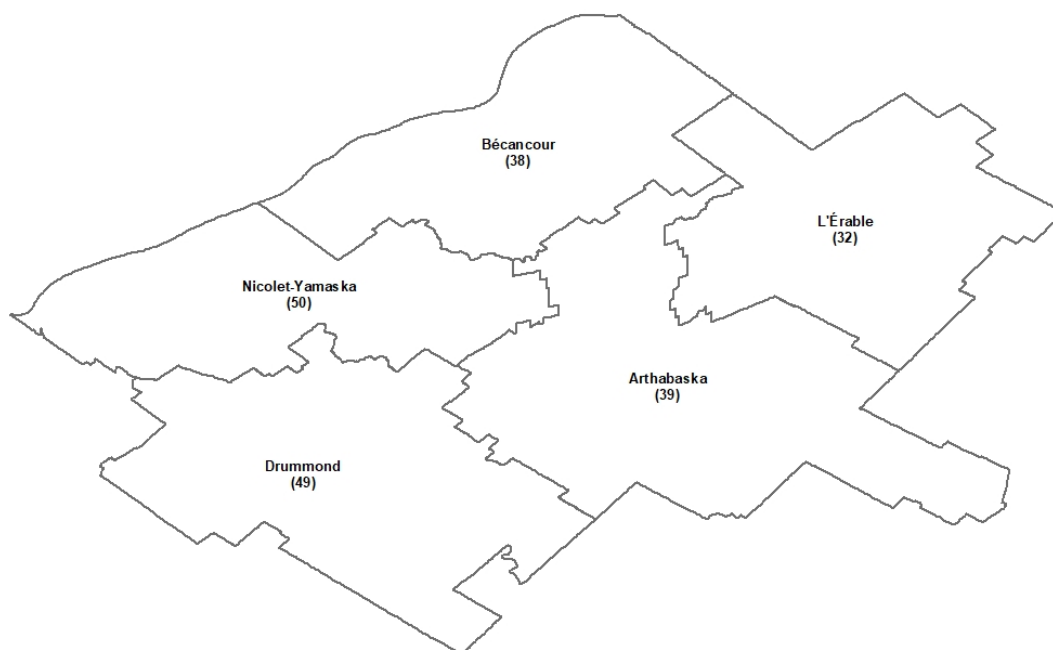 Bécancour
(38)
L'Érable
(32)
Nicolet-Yamaska
(50)
Arthabaska
(39)
Drummond
(49)